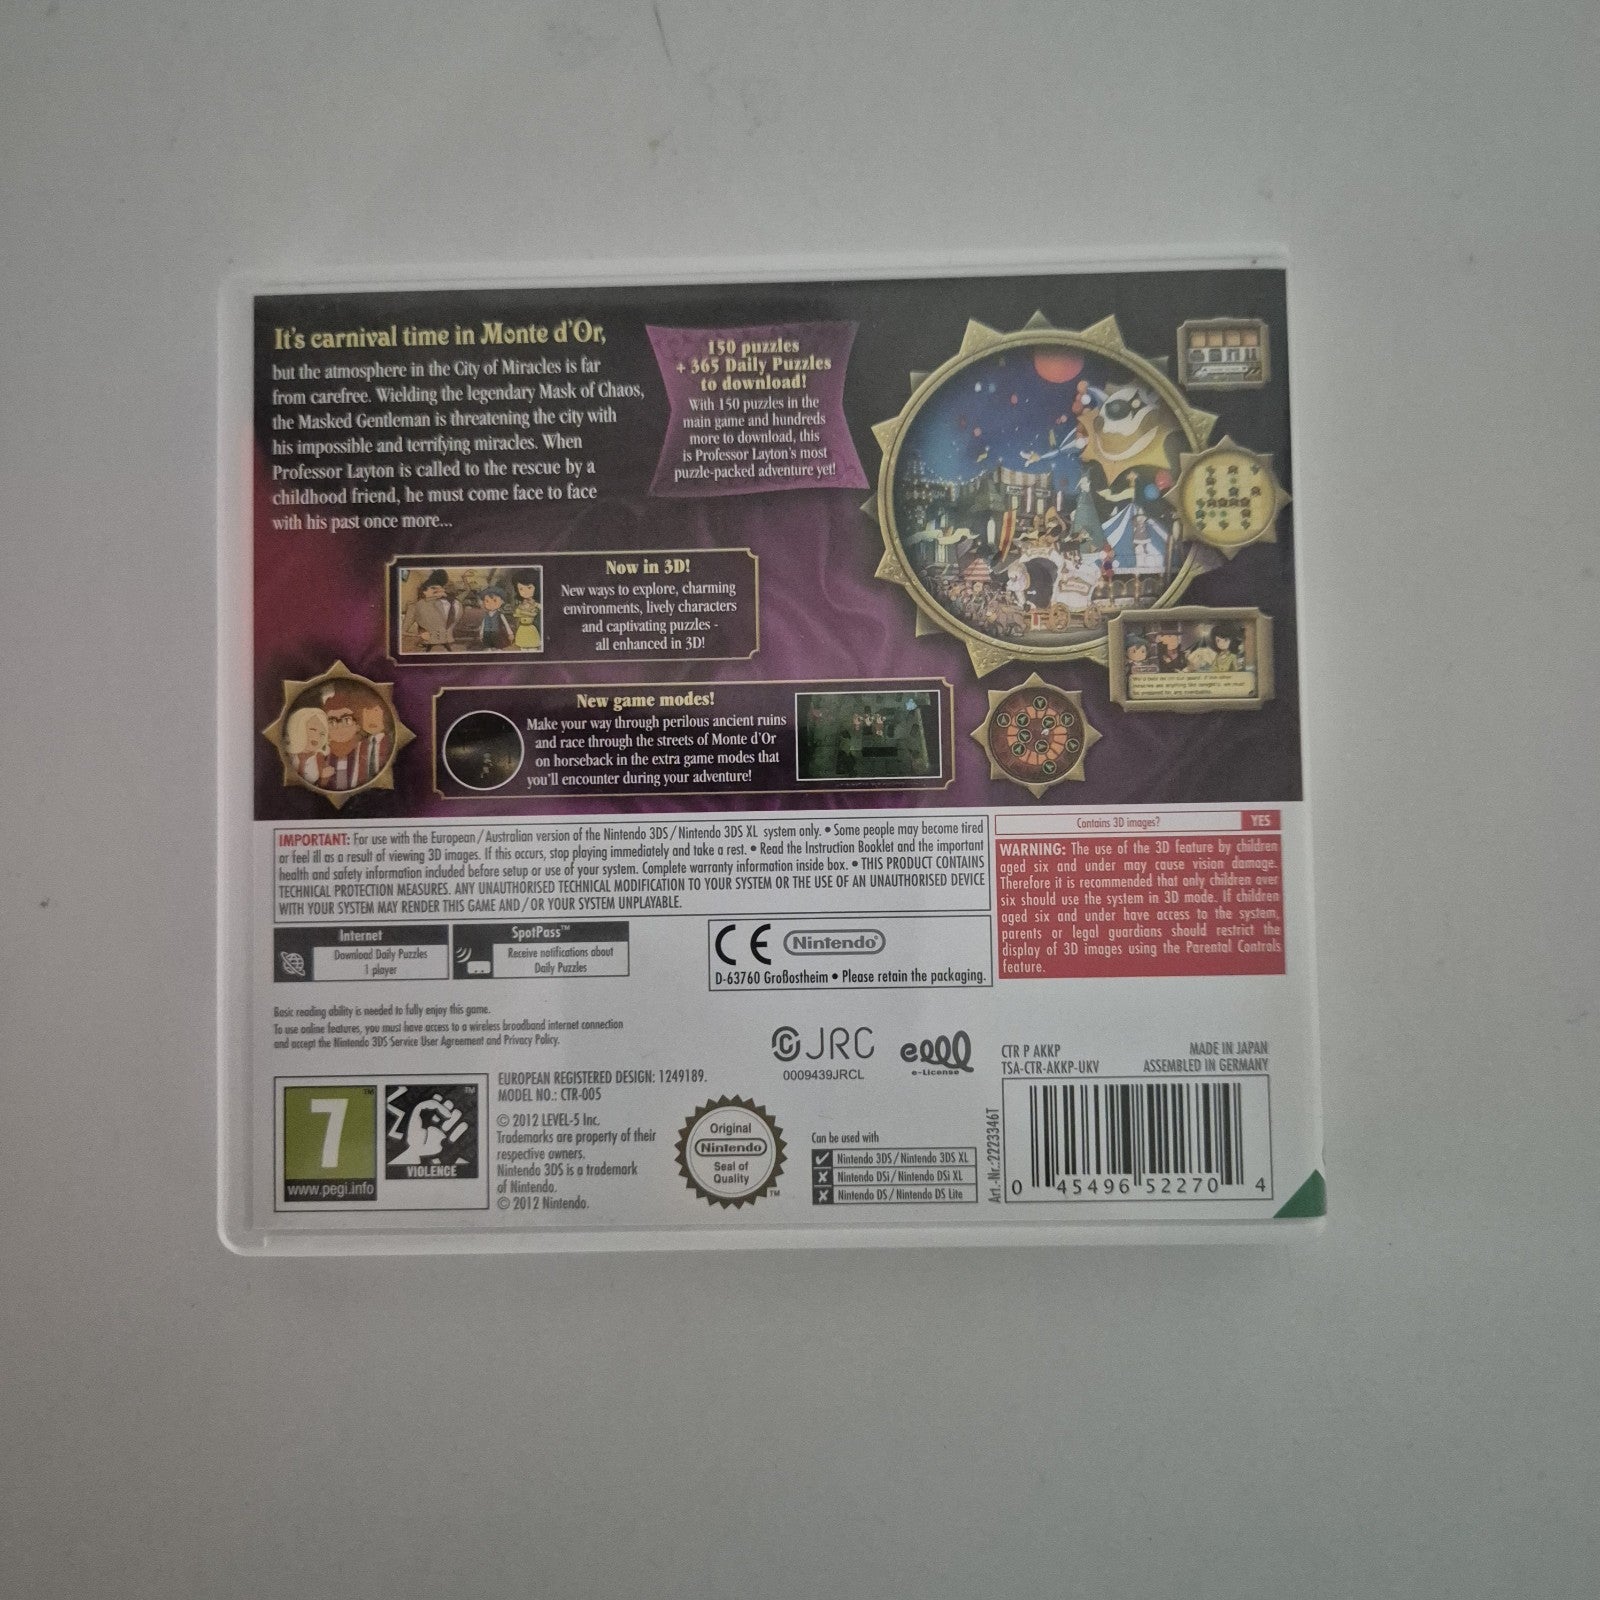 It's carnival time in Monte d'Or,
but the atmosphere in the City of Miracles is far
from carefree. Wielding the legendary Mask of Chaos,
the Masked Gentleman is threatening the city with
his impossible and terrifying miracles. When
Professor Layton is called to the rescue by a
childhood friend, he must come face to face
with his past once more...
150 puzzles
+ 365 Daily Puzzles
to download!
With 150 puzzles in the
main game and hundreds
more to download, this
is Professor Layton's most
puzzle-packed adventure yet!
Now in 3D!
New ways to explore, charming
environments, lively characters
and captivating puzzles -
all enhanced in 3D!
New game modes!
Make your way through perilous ancient ruins
and race through the streets of Monte d'Or
on horseback in the extra game modes that
you'll encounter during your adventure!
IMPORTANT: For use with the European / Australian version of the Nintendo 3DS / Nintendo 3DS XL system only. • Some people may become tired
or feel ill as a result of viewing 3D images. If this occurs, stop playing immediately and take a rest. • Read the Instruction Booklet and the important
health and safety information included before setup or use of your system. Complete warranty information inside box. • THIS PRODUCT CONTAINS
TECHNICAL PROTECTION MEASURES. ANY UNAUTHORISED TECHNICAL MODIFICATION TO YOUR SYSTEM OR THE USE OF AN UNAUTHORISED DEVICE
WITH YOUR SYSTEM MAY RENDER THIS GAME AND/OR YOUR SYSTEM UNPLAYABLE.
Contains 3D images? YES
WARNING: The use of the 3D feature by children
aged six and under may cause vision damage.
Therefore it is recommended that only children over
six should use the system in 3D mode. If children
aged six and under have access to the system,
parents or legal guardians should restrict the
display of 3D images using the Parental Controls
feature.
Internet
Download Daily Puzzles
1 player
SpotPass™
Receive notifications about
Daily Puzzles
CE Nintendo®
D-63760 Großostheim • Please retain the packaging.
Basic reading ability is needed to fully enjoy this game.
To use online features, you must have access to a wireless broadband internet connection
and accept the Nintendo 3DS Service User Agreement and Privacy Policy.
JRC
0009439JRCL
e-License
CTR P AKKP
TSA-CTR-AKKP-UKV
MADE IN JAPAN
ASSEMBLED IN GERMANY
7
www.pegi.info
VIOLENCE
EUROPEAN REGISTERED DESIGN: 1249189.
MODEL NO.: CTR-005
© 2012 LEVEL-5 Inc.
Trademarks are property of their
respective owners.
Nintendo 3DS is a trademark
of Nintendo.
© 2012 Nintendo.
Original
Nintendo
Seal of
Quality
™
Can be used with
Nintendo 3DS / Nintendo 3DS XL
Nintendo DSi / Nintendo DSi XL
Nintendo DS / Nintendo DS Lite
Art.-Nr.:2223346T
0 45496 52270 4